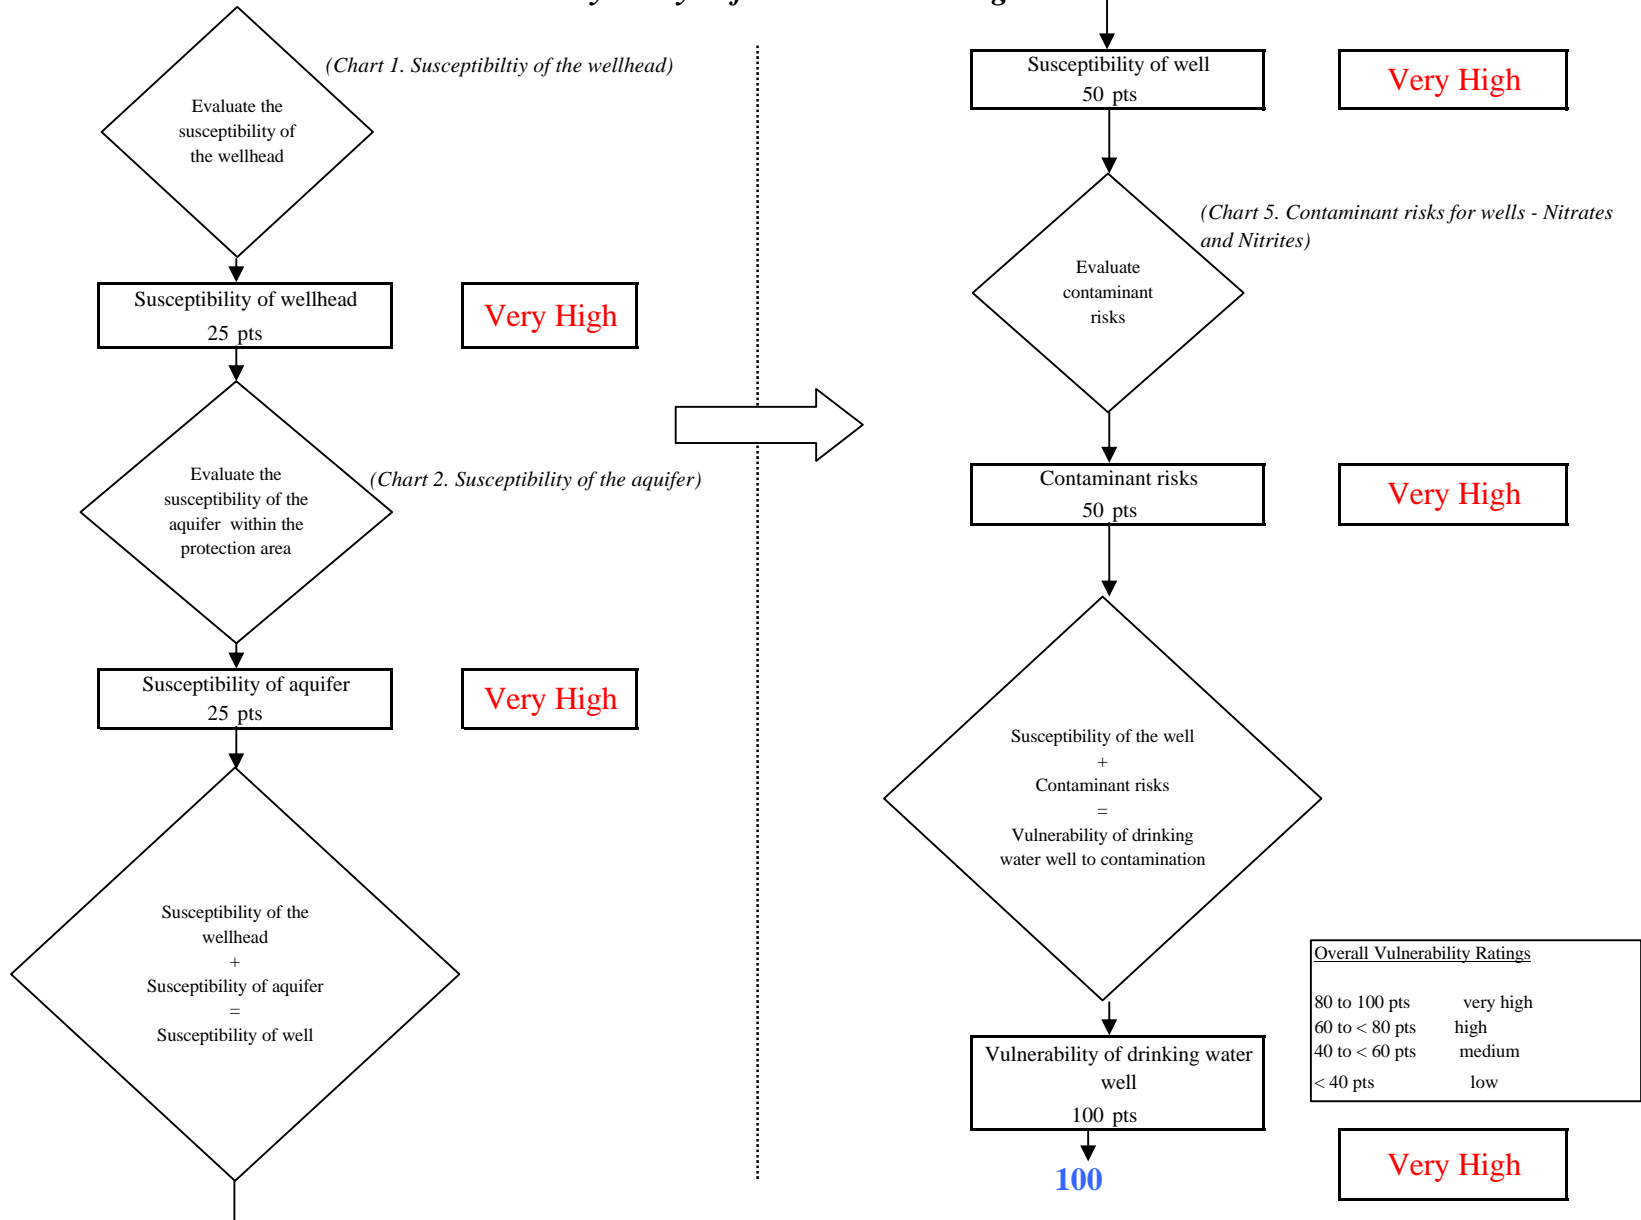 (Chart 1. Susceptibiltiy of the wellhead)
Evaluate the
susceptibility of
the wellhead
Susceptibility of wellhead
25 pts
Very High
Evaluate the
susceptibility of the
aquifer within the
protection area
(Chart 2. Susceptibility of the aquifer)
Susceptibility of aquifer
25 pts
Very High
Susceptibility of the
wellhead
+
Susceptibility of aquifer
=
Susceptibility of well
Susceptibility of well
50 pts
Very High
(Chart 5. Contaminant risks for wells - Nitrates
and Nitrites)
Evaluate
contaminant
risks
Contaminant risks
50 pts
Very High
Susceptibility of the well
+
Contaminant risks
=
Vulnerability of drinking
water well to contamination
Overall Vulnerability Ratings
80 to 100 pts very high
60 to < 80 pts high
40 to < 60 pts medium
< 40 pts low
Vulnerability of drinking water
well
100 pts
100
Very High